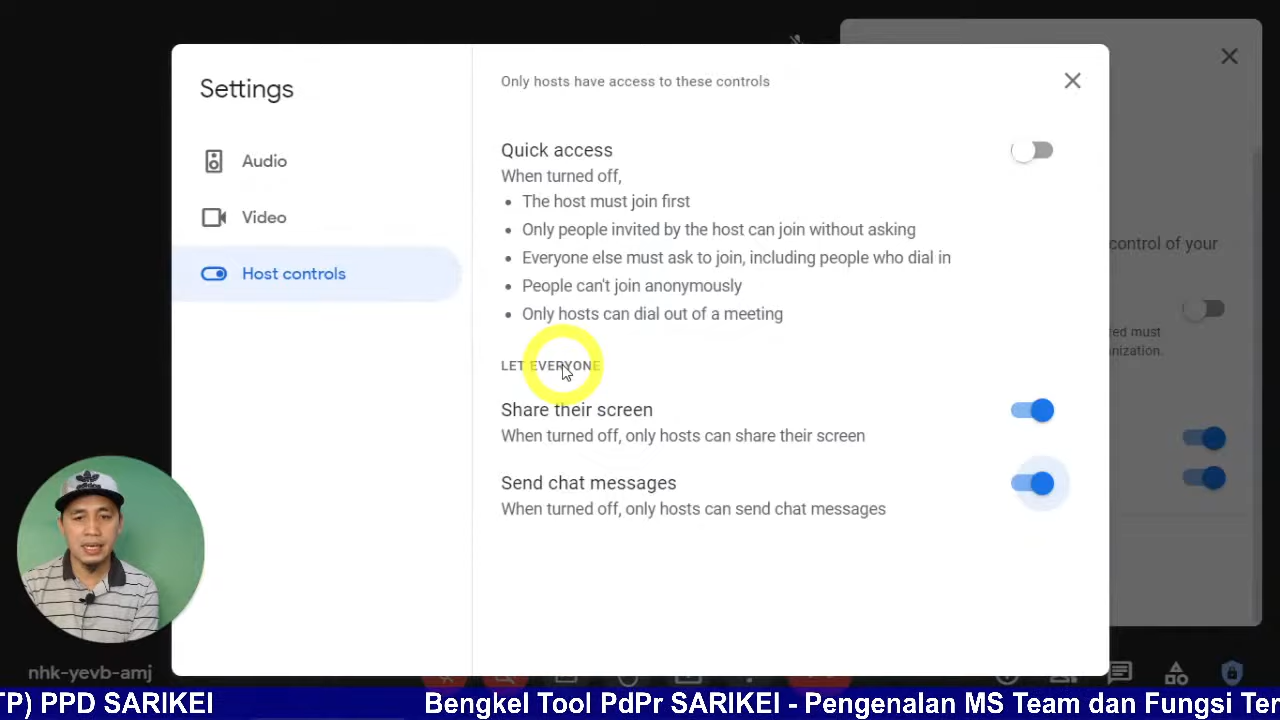 Settings
Audio
Video
Host controls
Only hosts have access to these controls
Quick access
When turned off,
• The host must join first
• Only people invited by the host can join without asking
• Everyone else must ask to join, including people who dial in
• People can't join anonymously
• Only hosts can dial out of a meeting
LET EVERYONE
Share their screen
When turned off, only hosts can share their screen
Send chat messages
When turned off, only hosts can send chat messages
control of your
must
nhk-yevb-amj
TP) PPD SARIKEI
Bengkel Tool PdPr SARIKEI - Pengenalan MS Team dan Fungsi